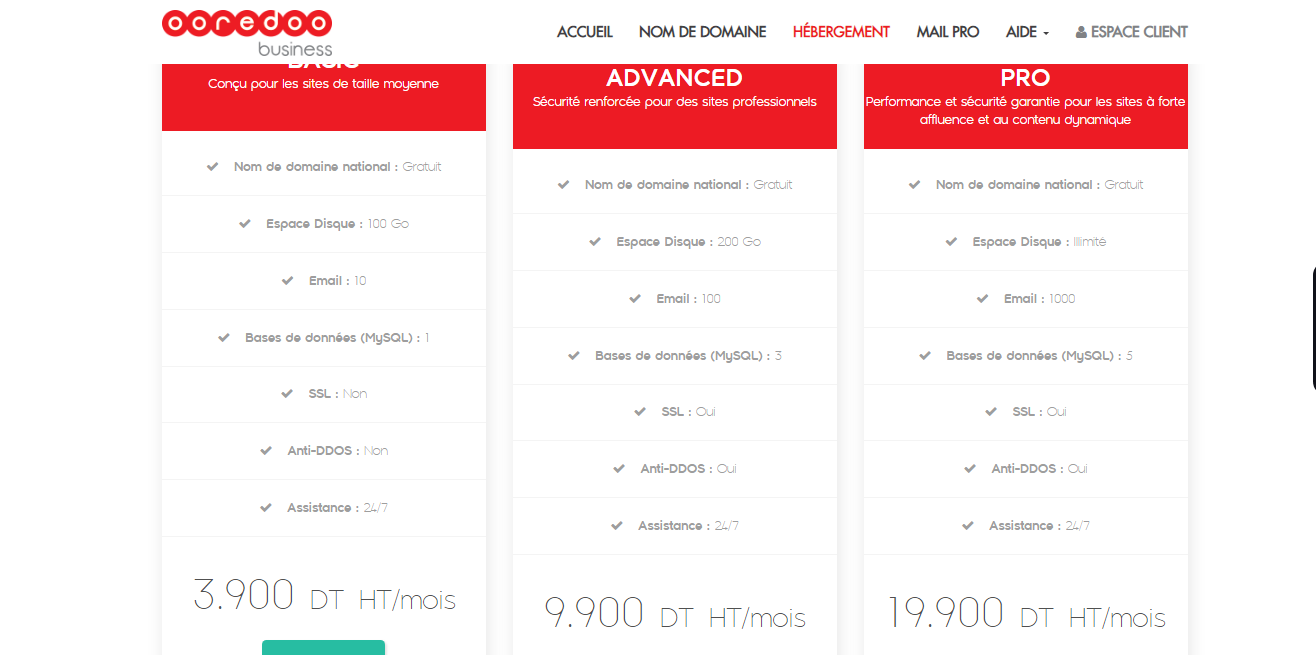 ooredoo
business
ACCUEIL
NOM DE DOMAINE
HÉBERGEMENT
MAIL PRO
AIDE
ESPACE CLIENT
BASIC
Conçu pour les sites de taille moyenne
Nom de domaine national : Gratuit
Espace Disque : 100 Go
Email : 10
Bases de données (MySQL) : 1
SSL : Non
Anti-DDOS : Non
Assistance : 24/7
3.900 DT HT/mois
ADVANCED
Sécurité renforcée pour des sites professionnels
Nom de domaine national : Gratuit
Espace Disque : 200 Go
Email : 100
Bases de données (MySQL) : 3
SSL : Oui
Anti-DDOS : Oui
Assistance : 24/7
9.900 DT HT/mois
PRO
Performance et sécurité garantie pour les sites à forte
affluence et au contenu dynamique
Nom de domaine national : Gratuit
Espace Disque : Illimité
Email : 1000
Bases de données (MySQL) : 5
SSL : Oui
Anti-DDOS : Oui
Assistance : 24/7
19.900 DT HT/mois